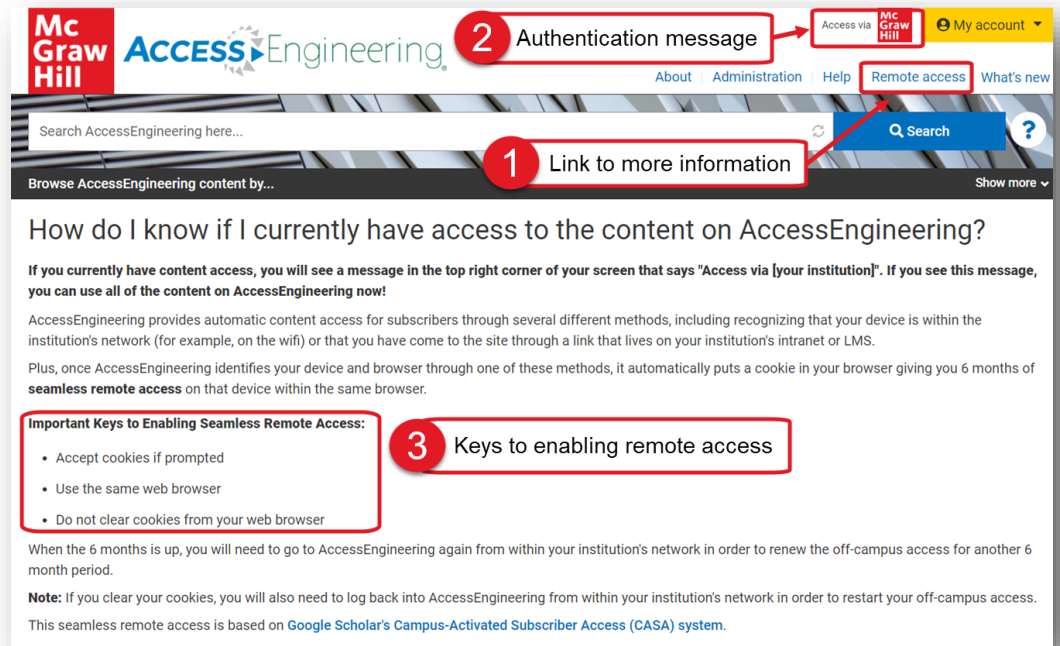 Mc
Graw
Hill
ACCESS Engineering
2 Authentication message
Access via Mc Graw Hill
My account
About | Administration | Help | Remote access | What's new
Search AccessEngineering here...
Search
?
1 Link to more information
Browse AccessEngineering content by...
Show more
How do I know if I currently have access to the content on AccessEngineering?
If you currently have content access, you will see a message in the top right corner of your screen that says "Access via [your institution]". If you see this message,
you can use all of the content on AccessEngineering now!
AccessEngineering provides automatic content access for subscribers through several different methods, including recognizing that your device is within the
institution's network (for example, on the wifi) or that you have come to the site through a link that lives on your institution's intranet or LMS.
Plus, once AccessEngineering identifies your device and browser through one of these methods, it automatically puts a cookie in your browser giving you 6 months of
seamless remote access on that device within the same browser.
Important Keys to Enabling Seamless Remote Access:
• Accept cookies if prompted
• Use the same web browser
• Do not clear cookies from your web browser
3 Keys to enabling remote access
When the 6 months is up, you will need to go to AccessEngineering again from within your institution's network in order to renew the off-campus access for another 6
month period.
Note: If you clear your cookies, you will also need to log back into AccessEngineering from within your institution's network in order to restart your off-campus access.
This seamless remote access is based on Google Scholar's Campus-Activated Subscriber Access (CASA) system.